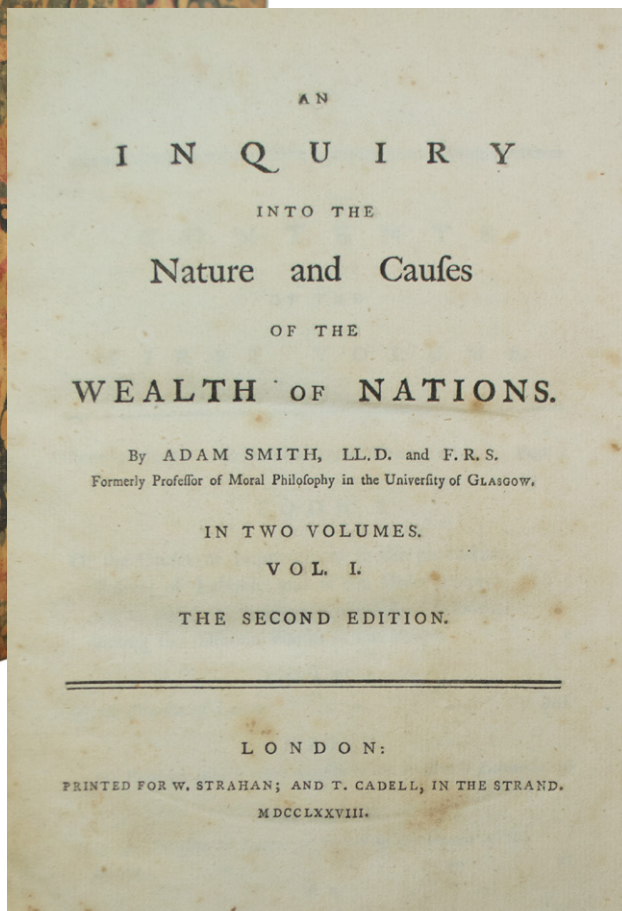 AN
INQUIRY
INTO THE
Nature and Cauſes
OF THE
WEALTH OF NATIONS.
By ADAM SMITH, LL.D. and F.R.S.
Formerly Profeſſor of Moral Philoſophy in the Univerſity of GLASGOW.
IN TWO VOLUMES.
VOL. I.
THE SECOND EDITION.
LONDON:
PRINTED FOR W. STRAHAN; AND T. CADELL, IN THE STRAND.
MDCCLXXVIII.